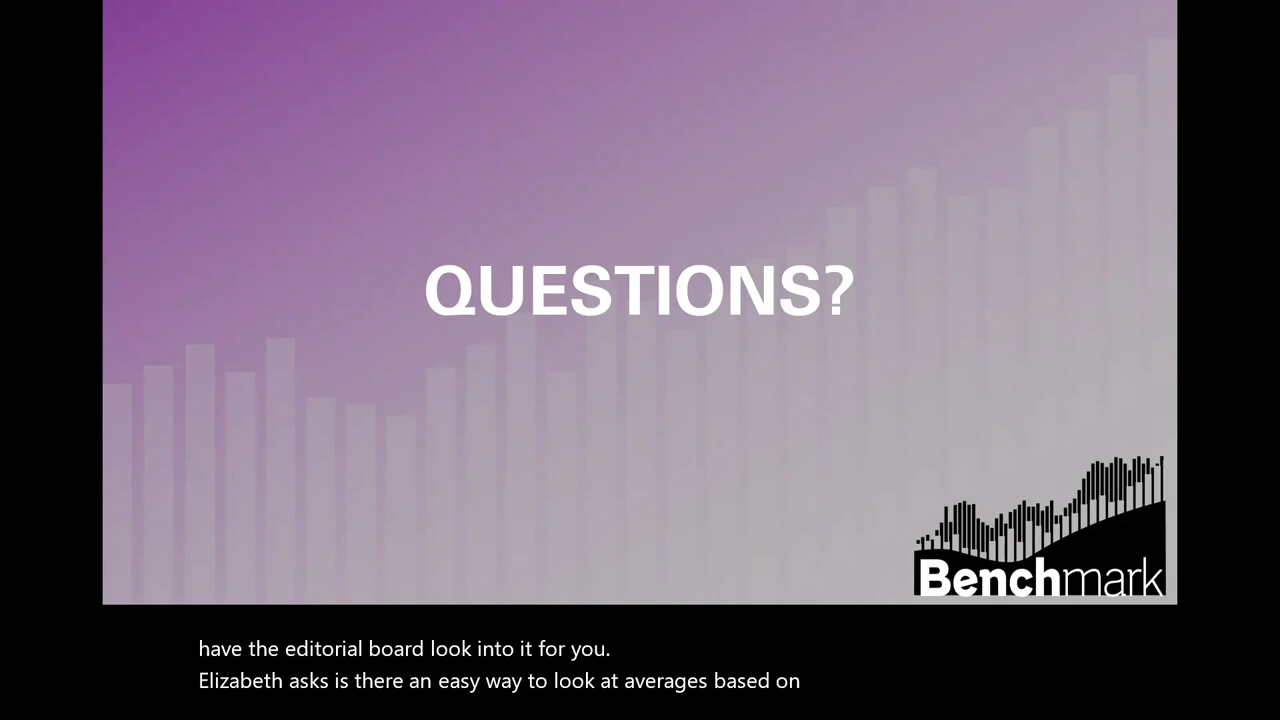 QUESTIONS?
Benchmark
have the editorial board look into it for you.
Elizabeth asks is there an easy way to look at averages based on